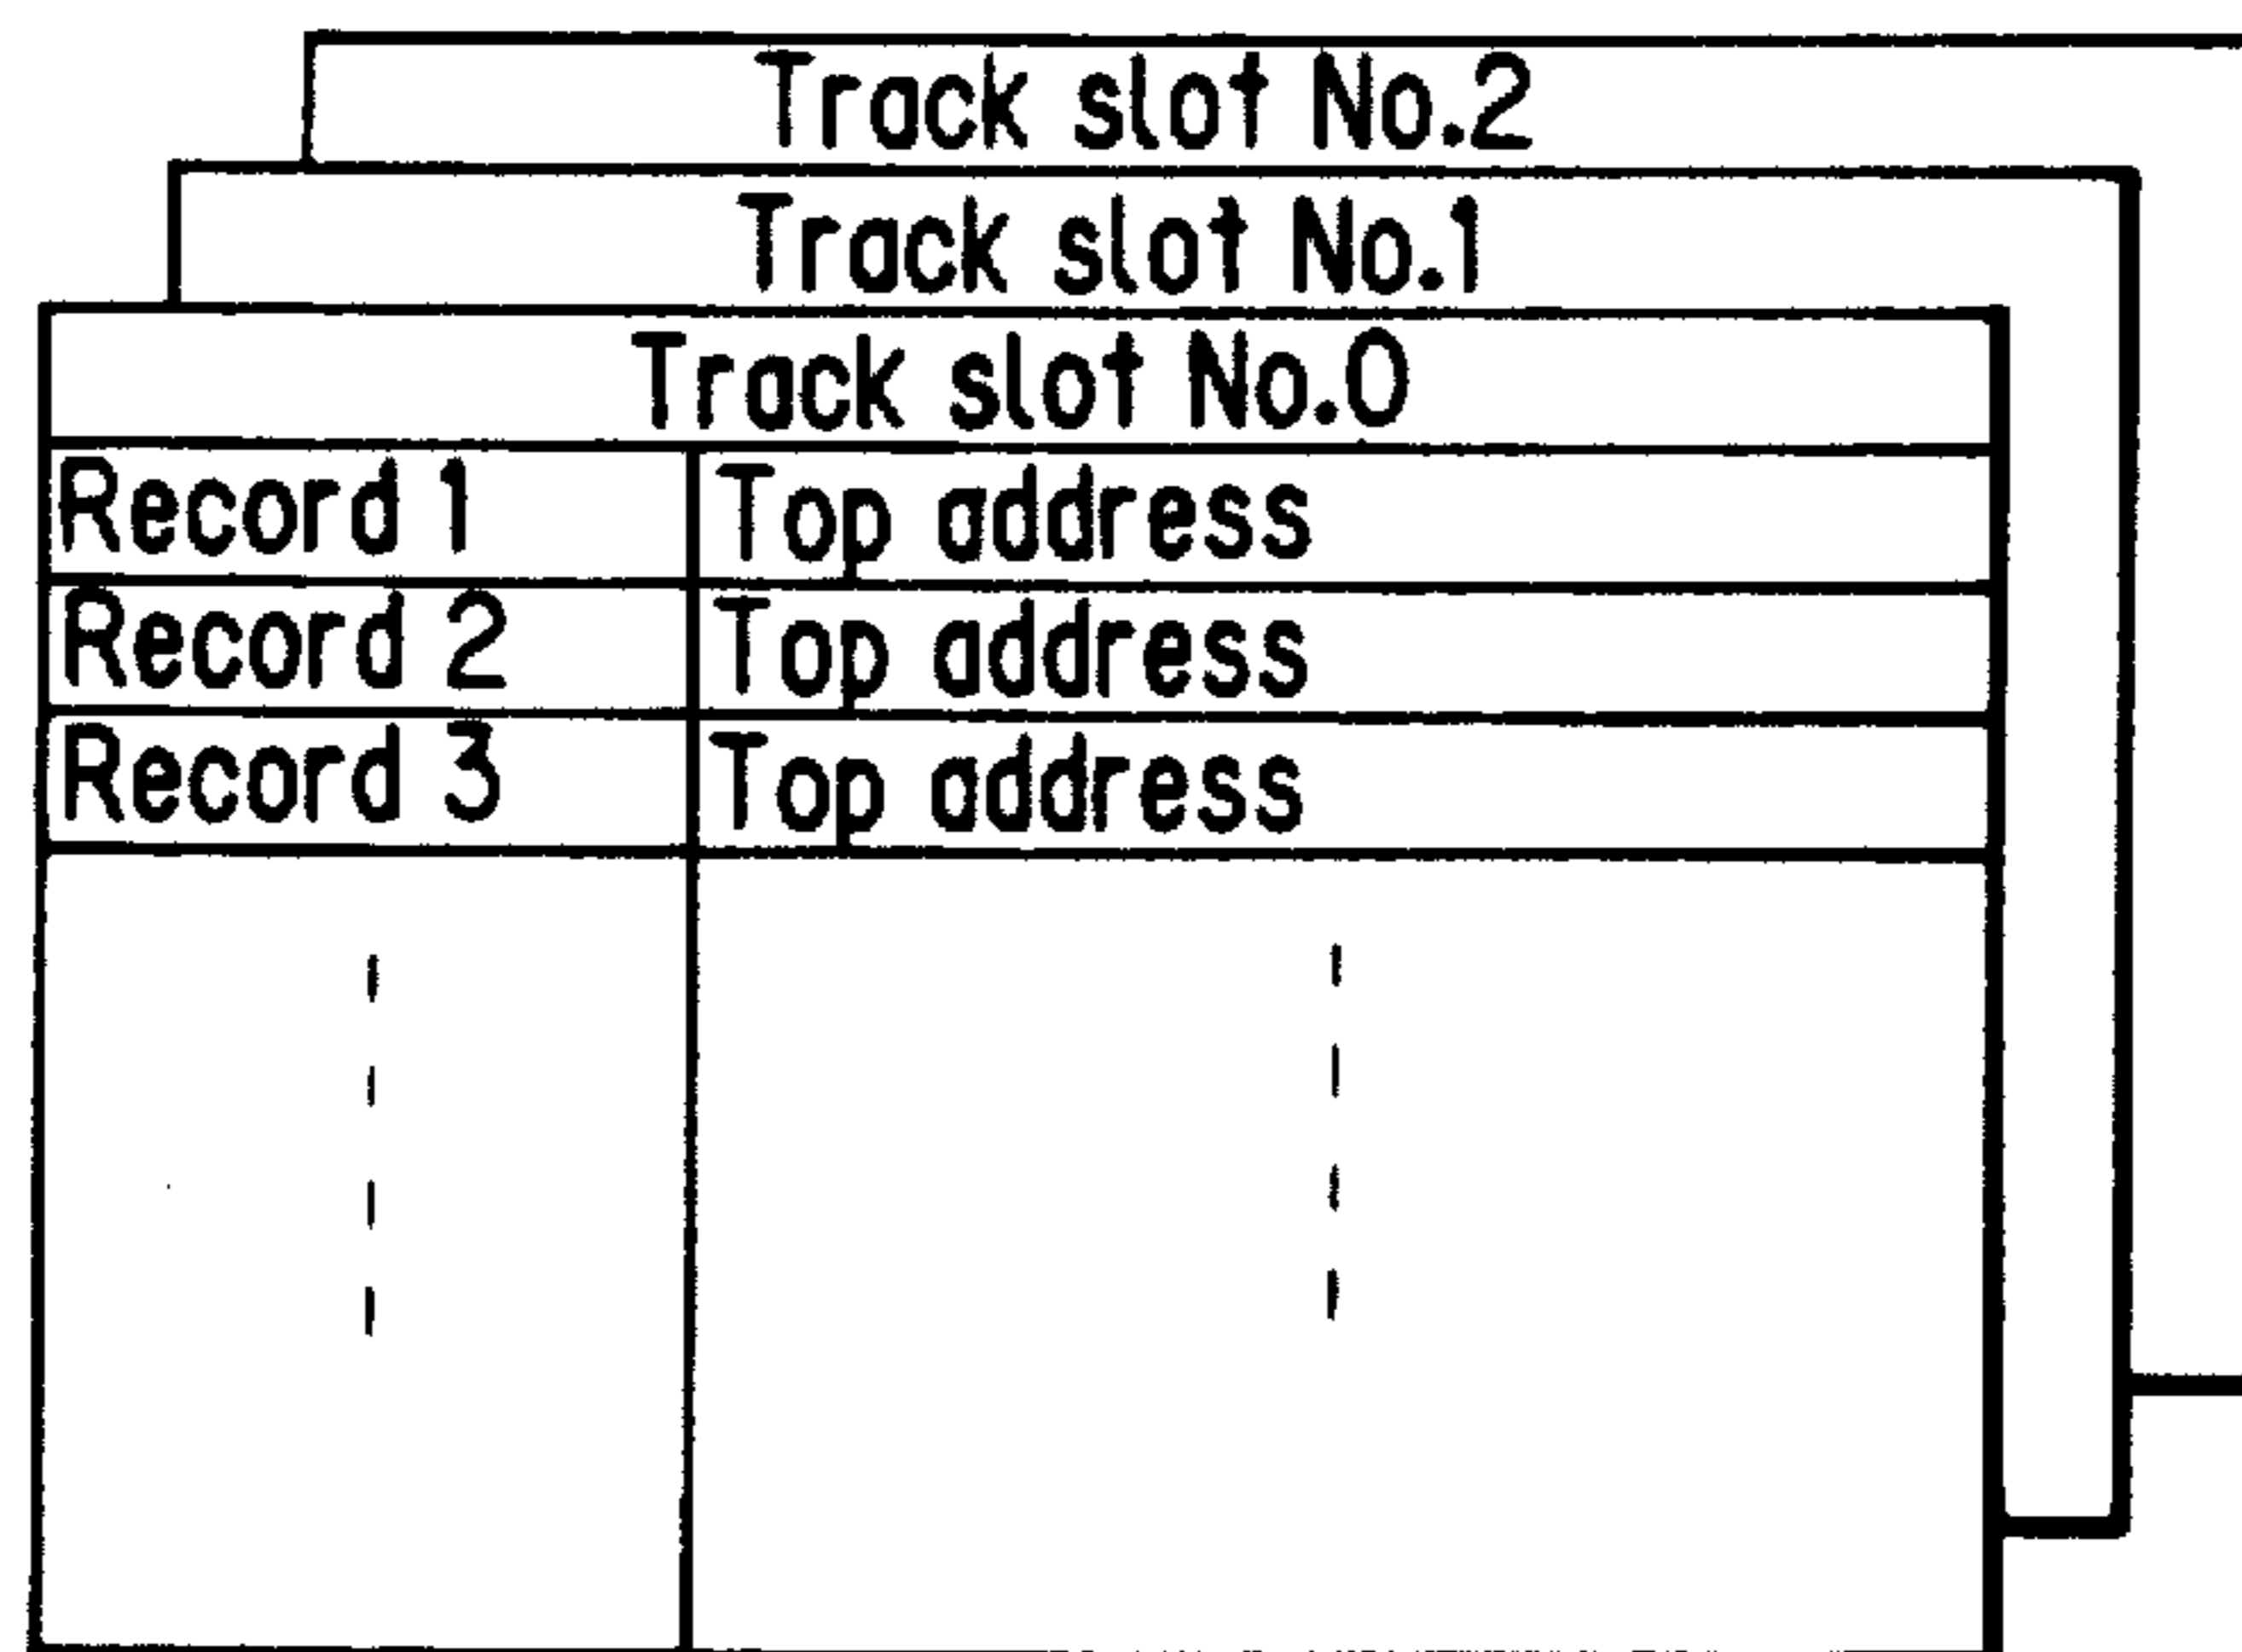 Track slot No.2
Track slot No.1
Track slot No.0
Record 1 Top address
Record 2 Top address
Record 3 Top address